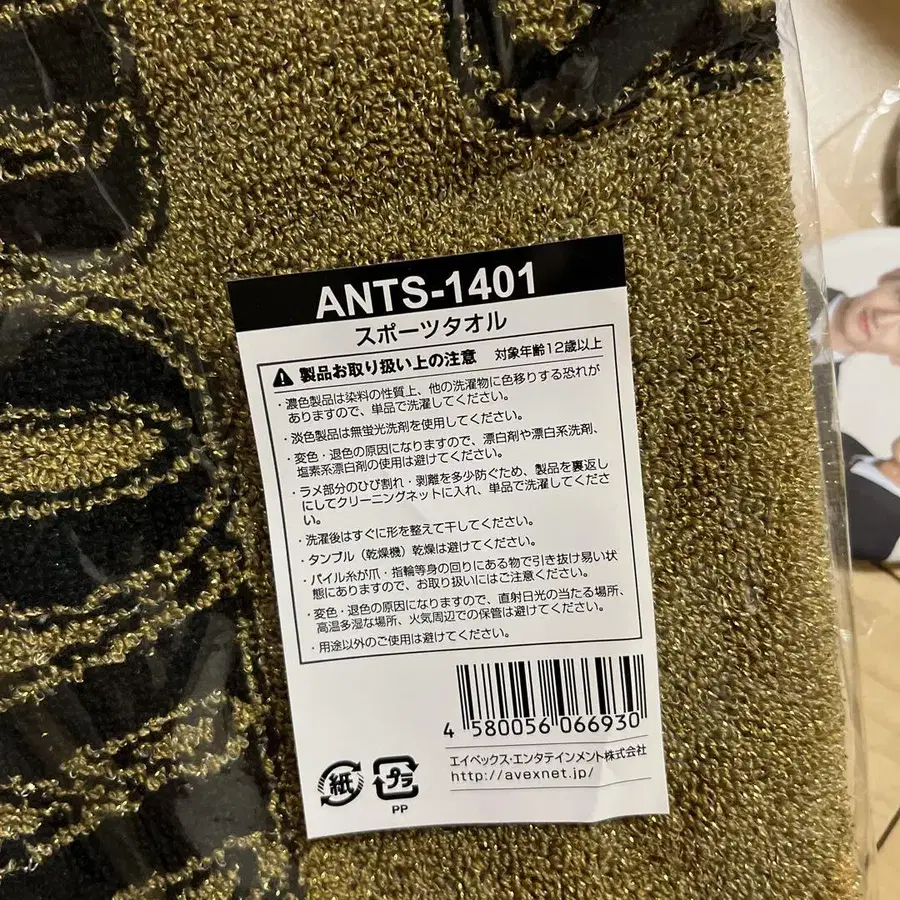 ANTS-1401
スポーツタオル
製品お取り扱い上の注意 対象年齢12歳以上
・濃色製品は染料の性質上、他の洗濯物に色移りする恐れが
ありますので、単品で洗濯してください。
・淡色製品は無蛍光洗剤を使用してください。
・変色・退色の原因になりますので、漂白剤や漂白系洗剤、
塩素系漂白剤の使用は避けてください。
・ラメ部分のひび割れ・剥離を多少防ぐため、製品を裏返し
にしてクリーニングネットに入れ、単品で洗濯してくださ
い。
・洗濯後はすぐに形を整えて干してください。
・タンブル（乾燥機）乾燥は避けてください。
・パイル糸が爪・指輪等身の回りにある物で引き抜け易い状
態にありますので、お取り扱いにはご注意ください。
・変色・退色の原因になりますので、直射日光の当たる場所、
高温多湿な場所、火気周辺での保管は避けてください。
・用途以外のご使用は避けてください。
4 580056 066930
エイベックス・エンタテインメント株式会社
http://avexnet.jp/
紙 プラ
PP